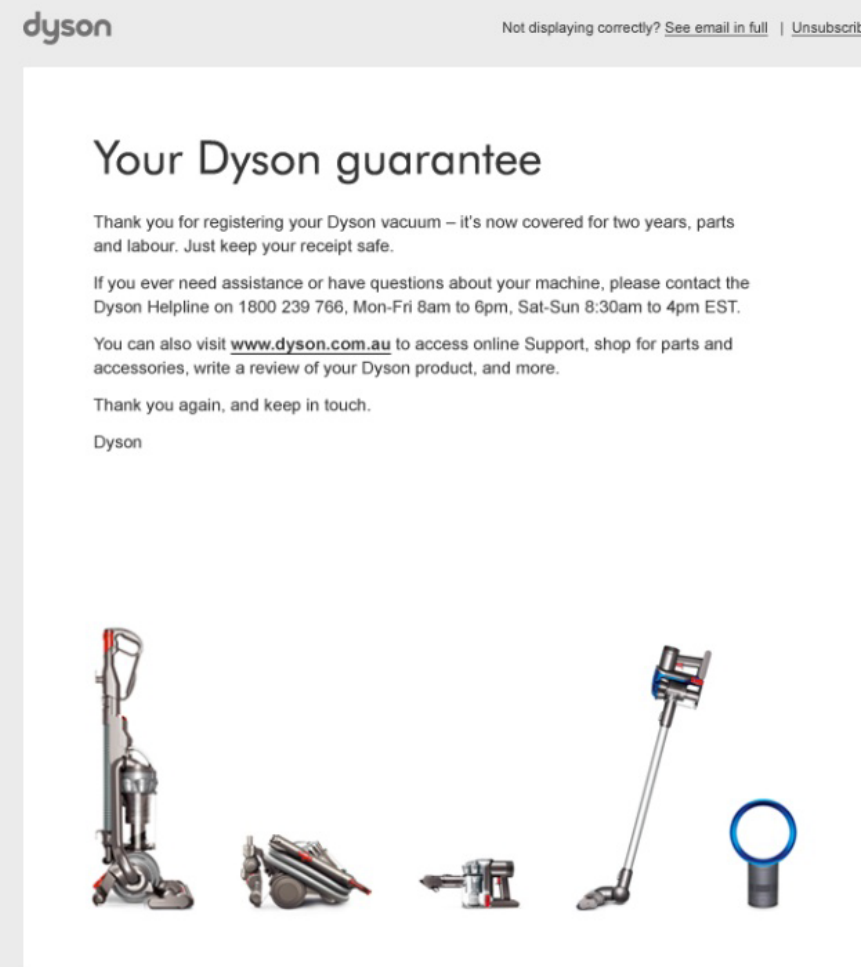 dyson
Not displaying correctly? See email in full | Unsubscrib
Your Dyson guarantee
Thank you for registering your Dyson vacuum – it's now covered for two years, parts
and labour. Just keep your receipt safe.
If you ever need assistance or have questions about your machine, please contact the
Dyson Helpline on 1800 239 766, Mon-Fri 8am to 6pm, Sat-Sun 8:30am to 4pm EST.
You can also visit www.dyson.com.au to access online Support, shop for parts and
accessories, write a review of your Dyson product, and more.
Thank you again, and keep in touch.
Dyson